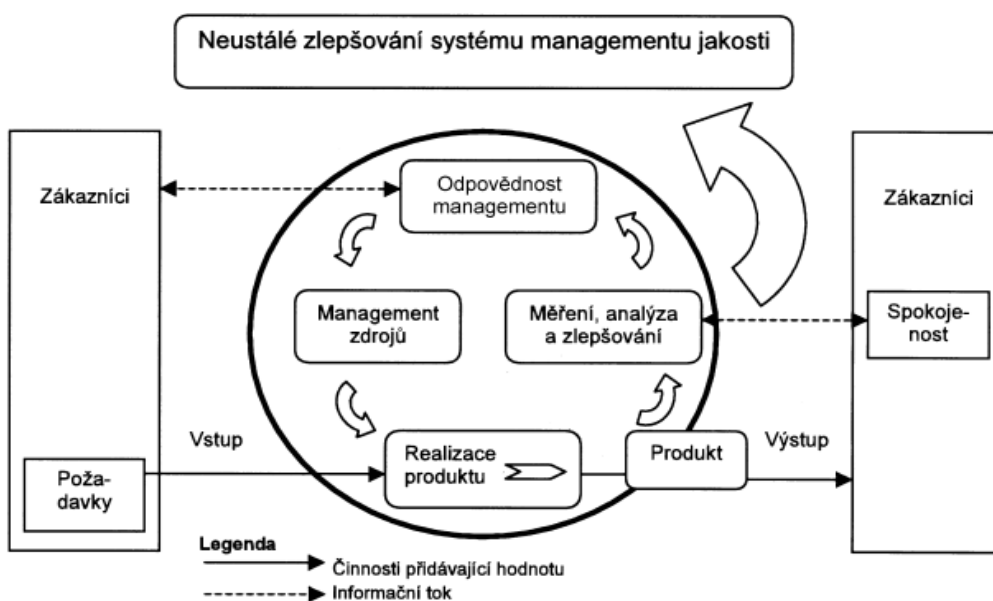 Neustálé zlepšování systému managementu jakosti
Zákazníci
Odpovědnost
managementu
Zákazníci
Management
zdrojů
Měření, analýza
a zlepšování
Spokoje-
nost
Vstup
Realizace
produktu
Produkt
Výstup
Poža-
davky
Legenda
Činnosti přidávající hodnotu
Informační tok